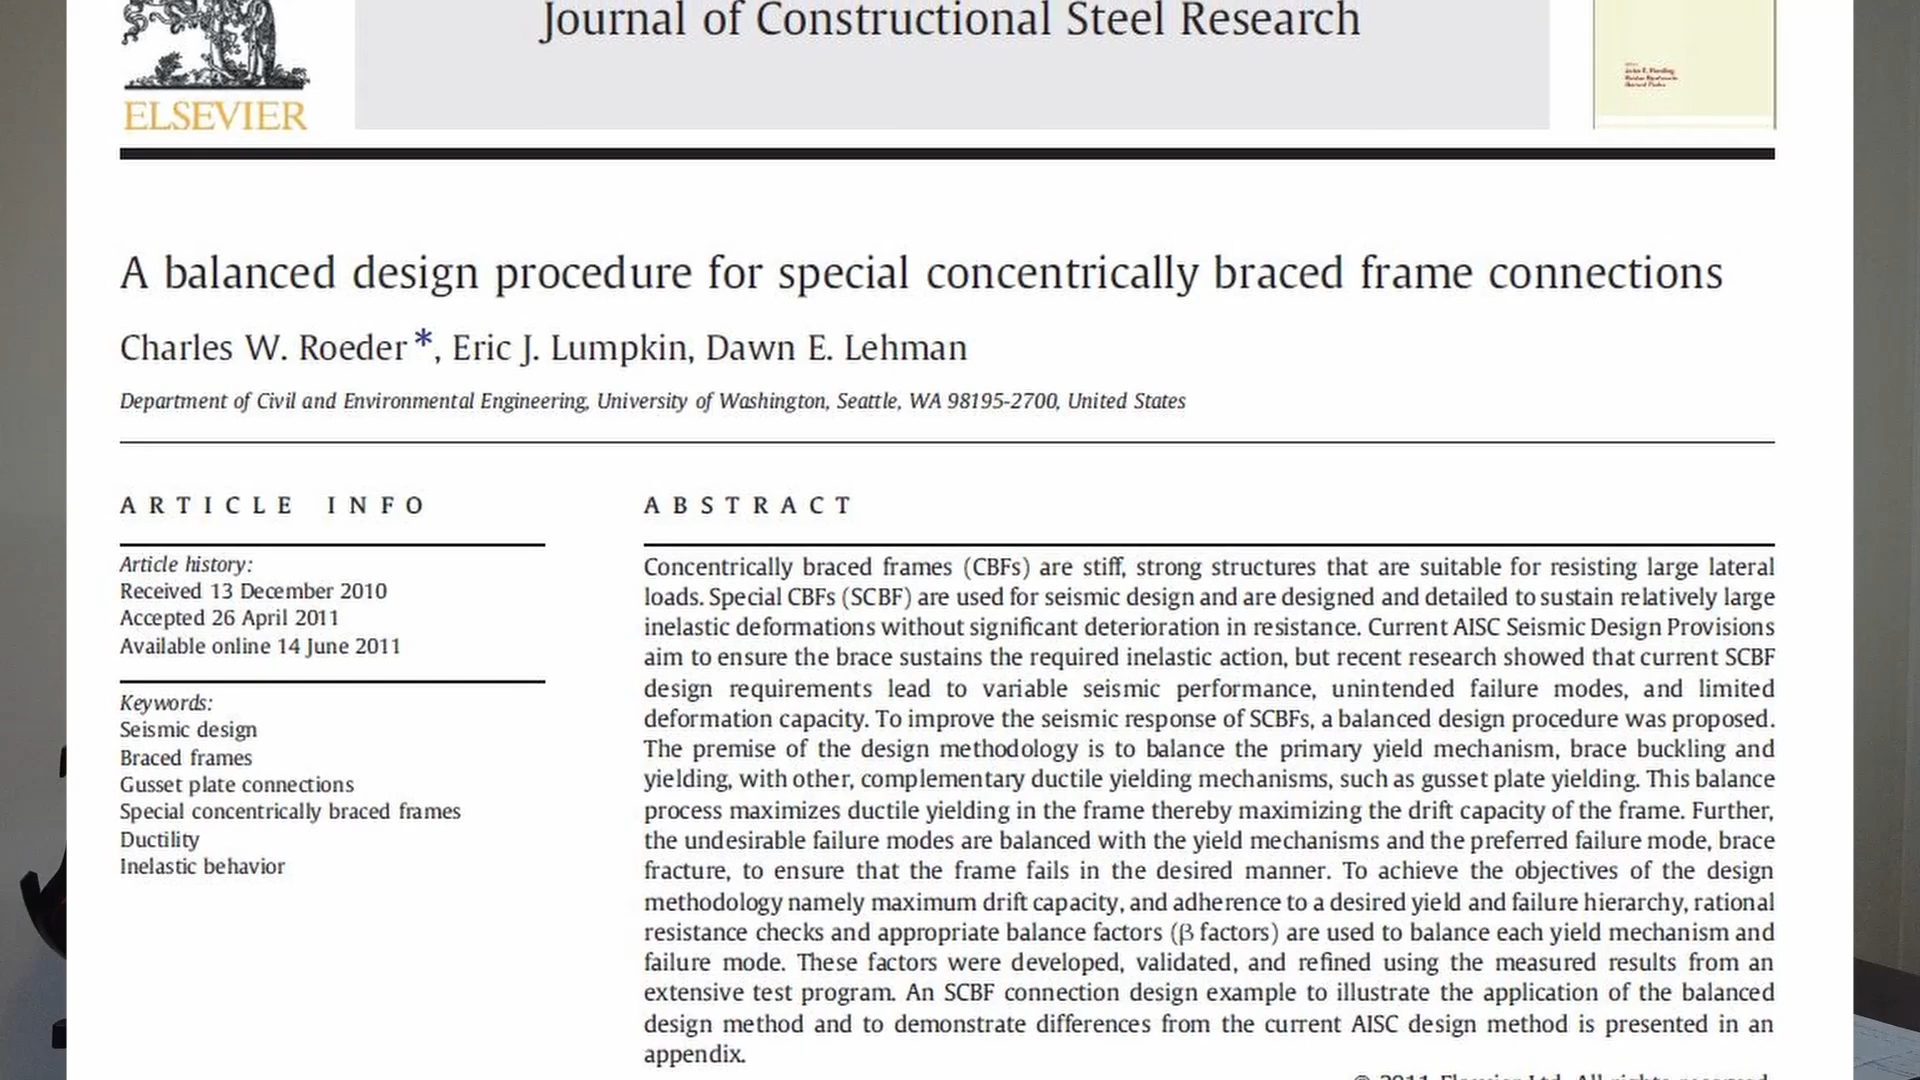 Journal of Constructional Steel Research
ELSEVIER
A balanced design procedure for special concentrically braced frame connections
Charles W. Roeder *, Eric J. Lumpkin, Dawn E. Lehman
Department of Civil and Environmental Engineering, University of Washington, Seattle, WA 98195-2700, United States
ARTICLE INFO
Article history:
Received 13 December 2010
Accepted 26 April 2011
Available online 14 June 2011
Keywords:
Seismic design
Braced frames
Gusset plate connections
Special concentrically braced frames
Ductility
Inelastic behavior
ABSTRACT
Concentrically braced frames (CBFs) are stiff, strong structures that are suitable for resisting large lateral
loads. Special CBFs (SCBF) are used for seismic design and are designed and detailed to sustain relatively large
inelastic deformations without significant deterioration in resistance. Current AISC Seismic Design Provisions
aim to ensure the brace sustains the required inelastic action, but recent research showed that current SCBF
design requirements lead to variable seismic performance, unintended failure modes, and limited
deformation capacity. To improve the seismic response of SCBFs, a balanced design procedure was proposed.
The premise of the design methodology is to balance the primary yield mechanism, brace buckling and
yielding, with other, complementary ductile yielding mechanisms, such as gusset plate yielding. This balance
process maximizes ductile yielding in the frame thereby maximizing the drift capacity of the frame. Further,
the undesirable failure modes are balanced with the yield mechanisms and the preferred failure mode, brace
fracture, to ensure that the frame fails in the desired manner. To achieve the objectives of the design
methodology namely maximum drift capacity, and adherence to a desired yield and failure hierarchy, rational
resistance checks and appropriate balance factors (β factors) are used to balance each yield mechanism and
failure mode. These factors were developed, validated, and refined using the measured results from an
extensive test program. An SCBF connection design example to illustrate the application of the balanced
design method and to demonstrate differences from the current AISC design method is presented in an
appendix.
© 2011 Elsevier Ltd. All rights reserved.